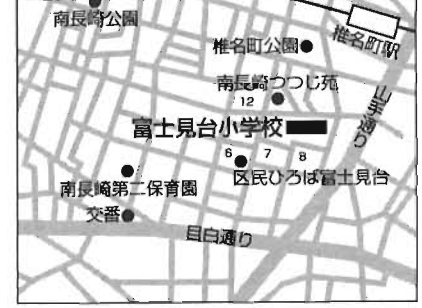 南長崎公園
椎名町公園
椎名町駅
南長崎つつじ苑
12
山手通り
富士見台小学校
6
7
8
区民ひろば富士見台
南長崎第二保育園
交番
目白通り